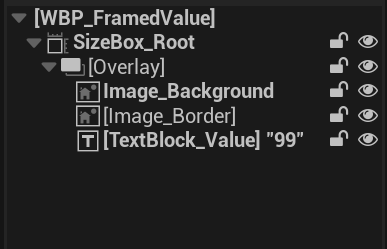 [WBP_FramedValue]
SizeBox_Root
[Overlay]
Image_Background
[Image_Border]
T [TextBlock_Value] "99"